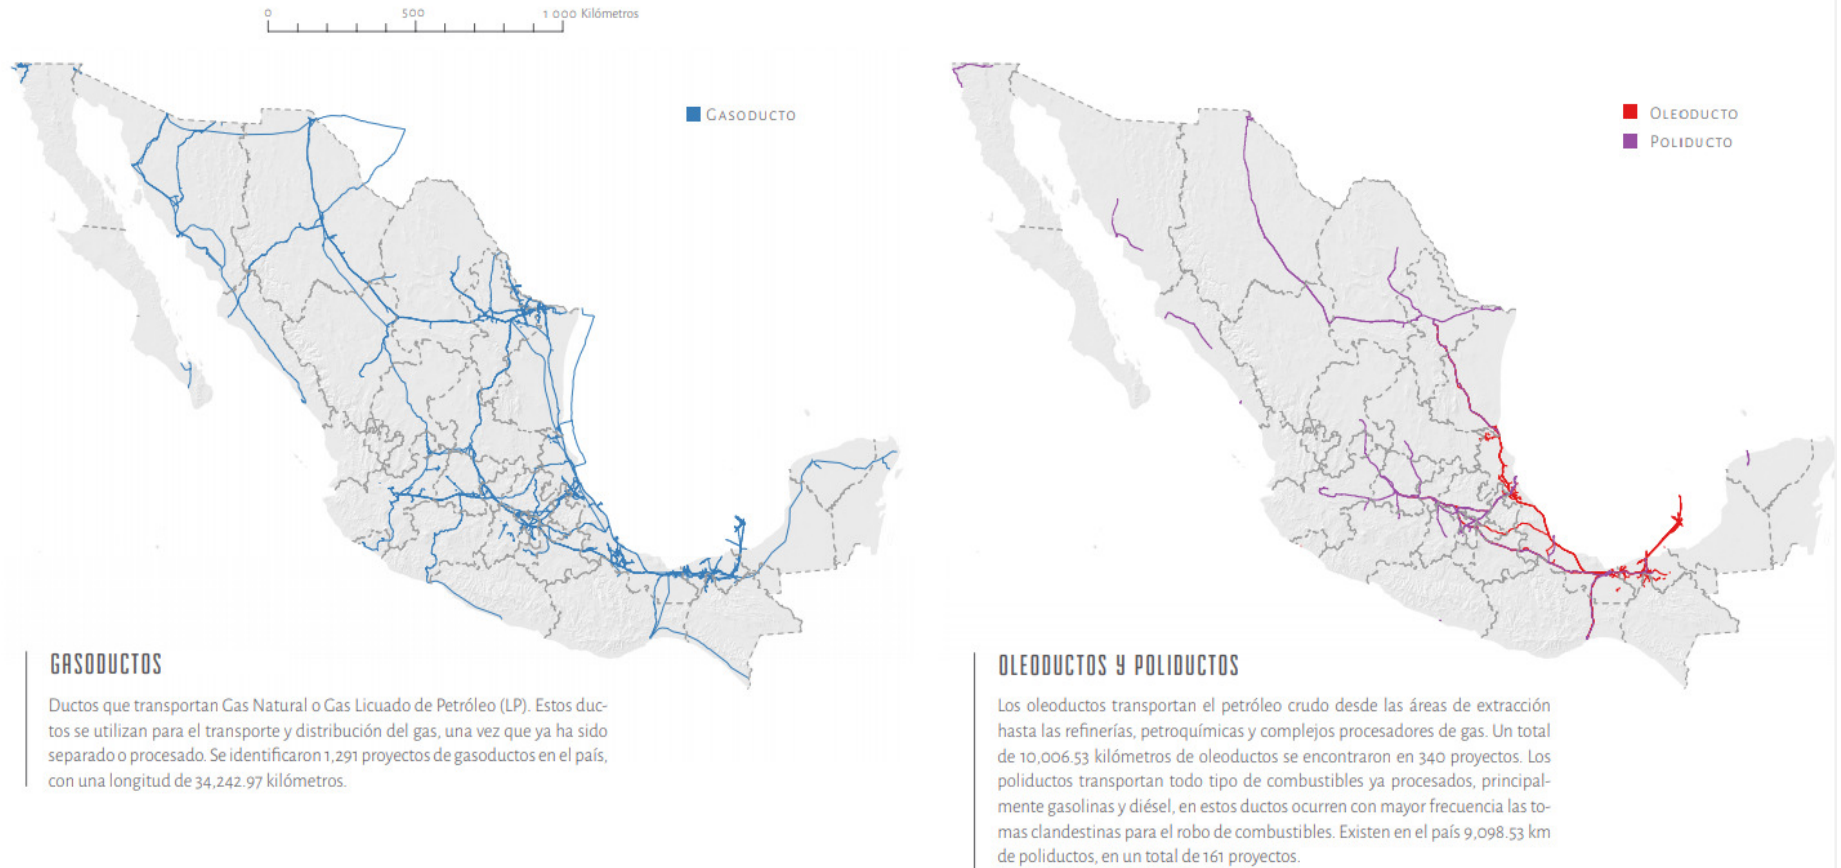 0 500 1 000 Kilómetros
GASODUCTO
OLEODUCTO
POLIDUCTO
GASODUCTOS
Ductos que transportan Gas Natural o Gas Licuado de Petróleo (LP). Estos duc-
tos se utilizan para el transporte y distribución del gas, una vez que ya ha sido
separado o procesado. Se identificaron 1,291 proyectos de gasoductos en el país,
con una longitud de 34,242.97 kilómetros.
OLEODUCTOS Y POLIDUCTOS
Los oleoductos transportan el petróleo crudo desde las áreas de extracción
hasta las refinerías, petroquímicas y complejos procesadores de gas. Un total
de 10,006.53 kilómetros de oleoductos se encontraron en 340 proyectos. Los
poliductos transportan todo tipo de combustibles ya procesados, principal-
mente gasolinas y diésel, en estos ductos ocurren con mayor frecuencia las to-
mas clandestinas para el robo de combustibles. Existen en el país 9,098.53 km
de poliductos, en un total de 161 proyectos.